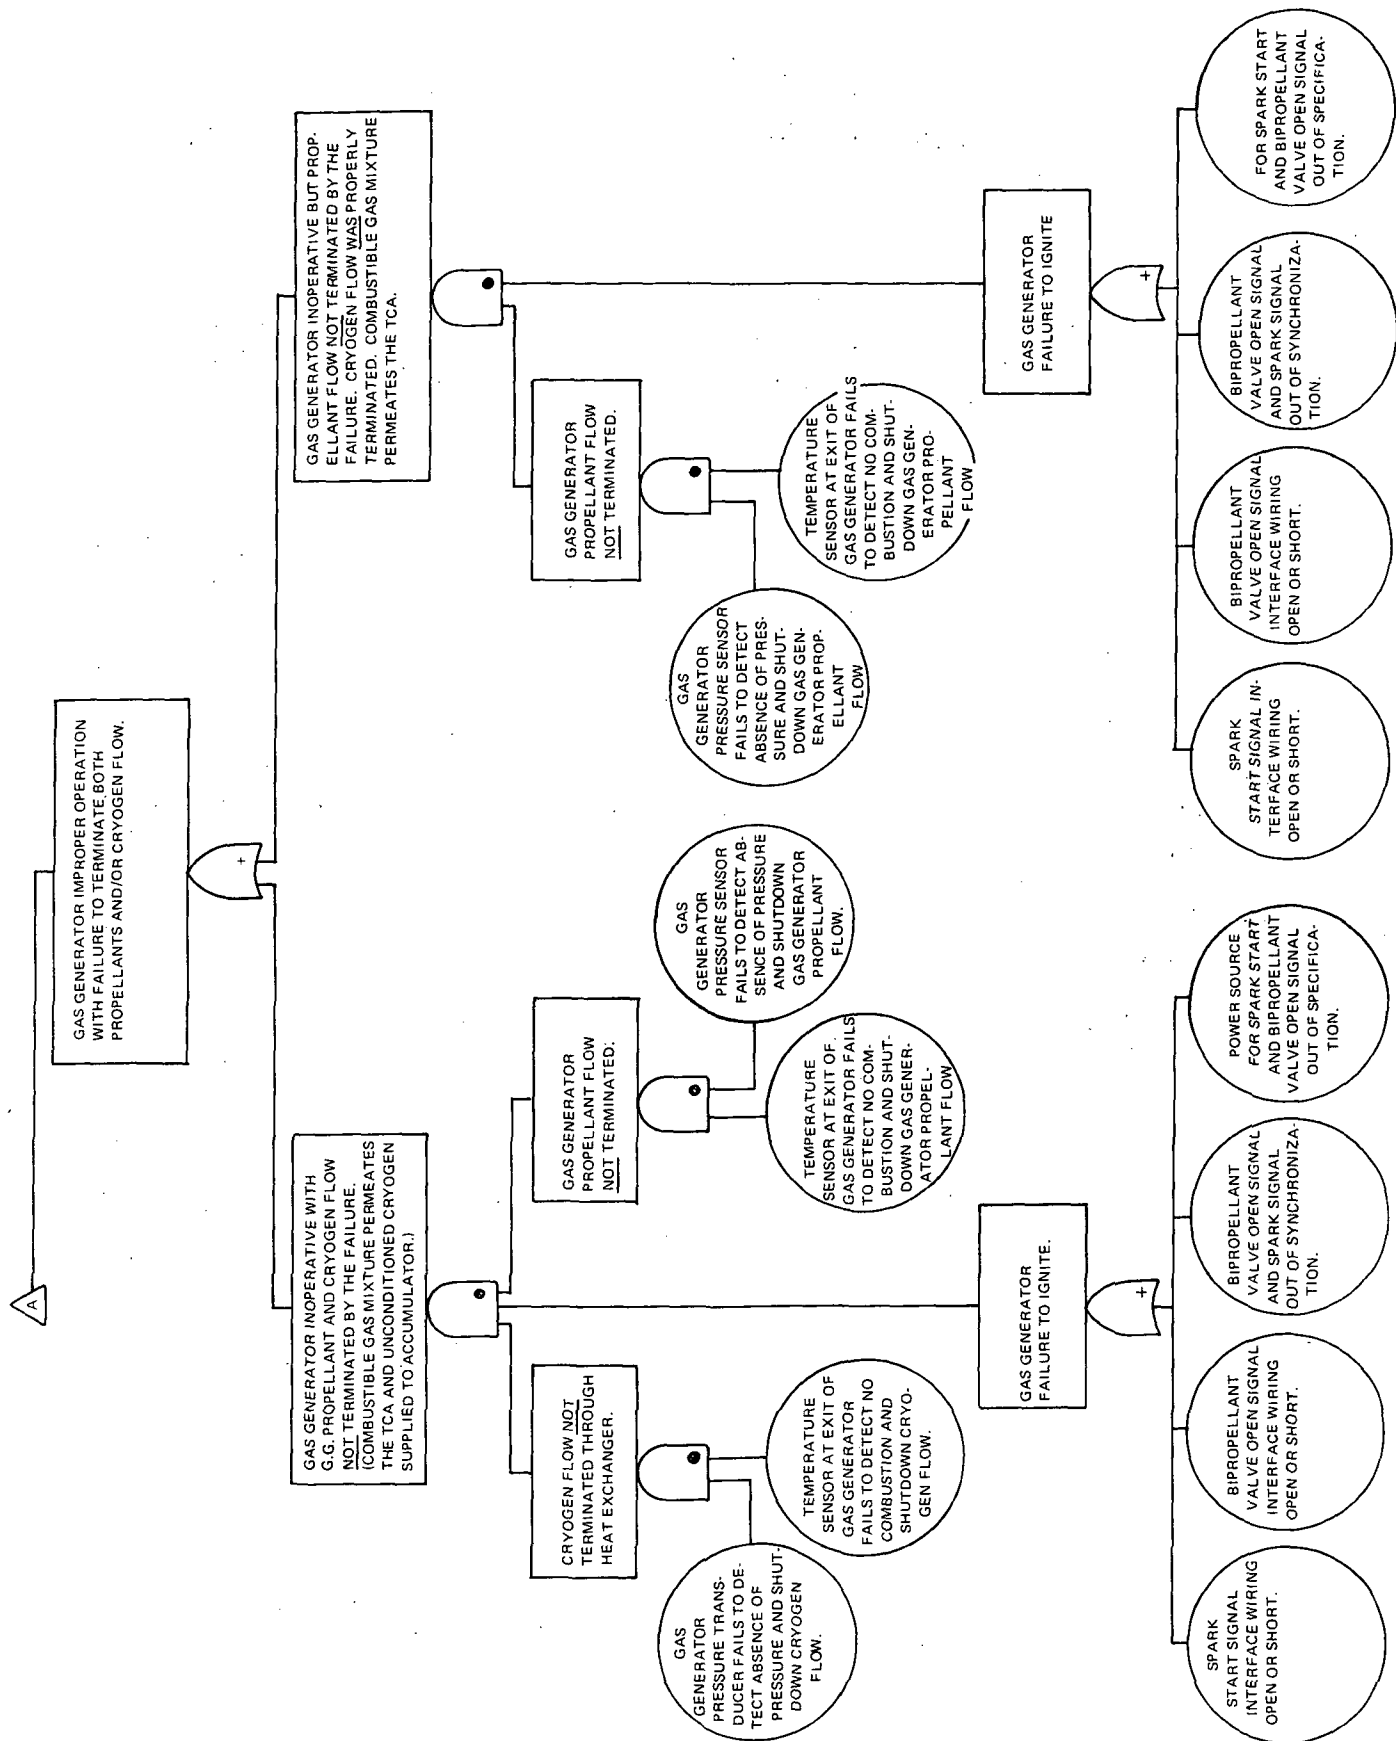 A
GAS GENERATOR IMPROPER OPERATION
WITH FAILURE TO TERMINATE BOTH
PROPELLANTS AND/OR CRYOGEN FLOW.
+
GAS GENERATOR INOPERATIVE WITH
G.G. PROPELLANT AND CRYOGEN FLOW
NOT TERMINATED BY THE FAILURE.
(COMBUSTIBLE GAS MIXTURE PERMEATES
THE TCA AND UNCONDITIONED CRYOGEN
SUPPLIED TO ACCUMULATOR.)
GAS GENERATOR INOPERATIVE BUT PROP-
ELLANT FLOW NOT TERMINATED BY THE
FAILURE. CRYOGEN FLOW WAS PROPERLY
TERMINATED. COMBUSTIBLE GAS MIXTURE
PERMEATES THE TCA.
CRYOGEN FLOW NOT
TERMINATED THROUGH
HEAT EXCHANGER.
GAS GENERATOR
PROPELLANT FLOW
NOT TERMINATED.
GAS GENERATOR
PROPELLANT FLOW
NOT TERMINATED.
GAS
GENERATOR
PRESSURE TRANS-
DUCER FAILS TO DE-
TECT ABSENCE OF
PRESSURE AND SHUT-
DOWN CRYOGEN
FLOW.
TEMPERATURE
SENSOR AT EXIT OF
GAS GENERATOR
FAILS TO DETECT NO
COMBUSTION AND
SHUTDOWN CRYO-
GEN FLOW.
TEMPERATURE
SENSOR AT EXIT OF
GAS GENERATOR FAILS
TO DETECT NO COM-
BUSTION AND SHUT-
DOWN GAS GENER-
ATOR PROPEL-
LANT FLOW
GAS
GENERATOR
PRESSURE SENSOR
FAILS TO DETECT AB-
SENCE OF PRESSURE
AND SHUTDOWN
GAS GENERATOR
PROPELLANT
FLOW.
GAS
GENERATOR
PRESSURE SENSOR
FAILS TO DETECT
ABSENCE OF PRES-
SURE AND SHUT-
DOWN GAS GEN-
ERATOR PROP-
ELLANT
FLOW
TEMPERATURE
SENSOR AT EXIT OF
GAS GENERATOR FAILS
TO DETECT NO COM-
BUSTION AND SHUT-
DOWN GAS GEN-
ERATOR PRO-
PELLANT
FLOW
GAS GENERATOR
FAILURE TO IGNITE.
+
GAS GENERATOR
FAILURE TO IGNITE
+
SPARK
START SIGNAL
INTERFACE WIRING
OPEN OR SHORT.
BIPROPELLANT
VALVE OPEN SIGNAL
INTERFACE WIRING
OPEN OR SHORT.
BIPROPELLANT
VALVE OPEN SIGNAL
AND SPARK SIGNAL
OUT OF SYNCHRONIZA-
TION.
POWER SOURCE
FOR SPARK START
AND BIPROPELLANT
VALVE OPEN SIGNAL
OUT OF SPECIFICA-
TION.
SPARK
START SIGNAL IN-
TERFACE WIRING
OPEN OR SHORT.
BIPROPELLANT
VALVE OPEN SIGNAL
INTERFACE WIRING
OPEN OR SHORT.
BIPROPELLANT
VALVE OPEN SIGNAL
AND SPARK SIGNAL
OUT OF SYNCHRONIZA-
TION.
FOR SPARK START
AND BIPROPELLANT
VALVE OPEN SIGNAL
OUT OF SPECIFICA-
TION.